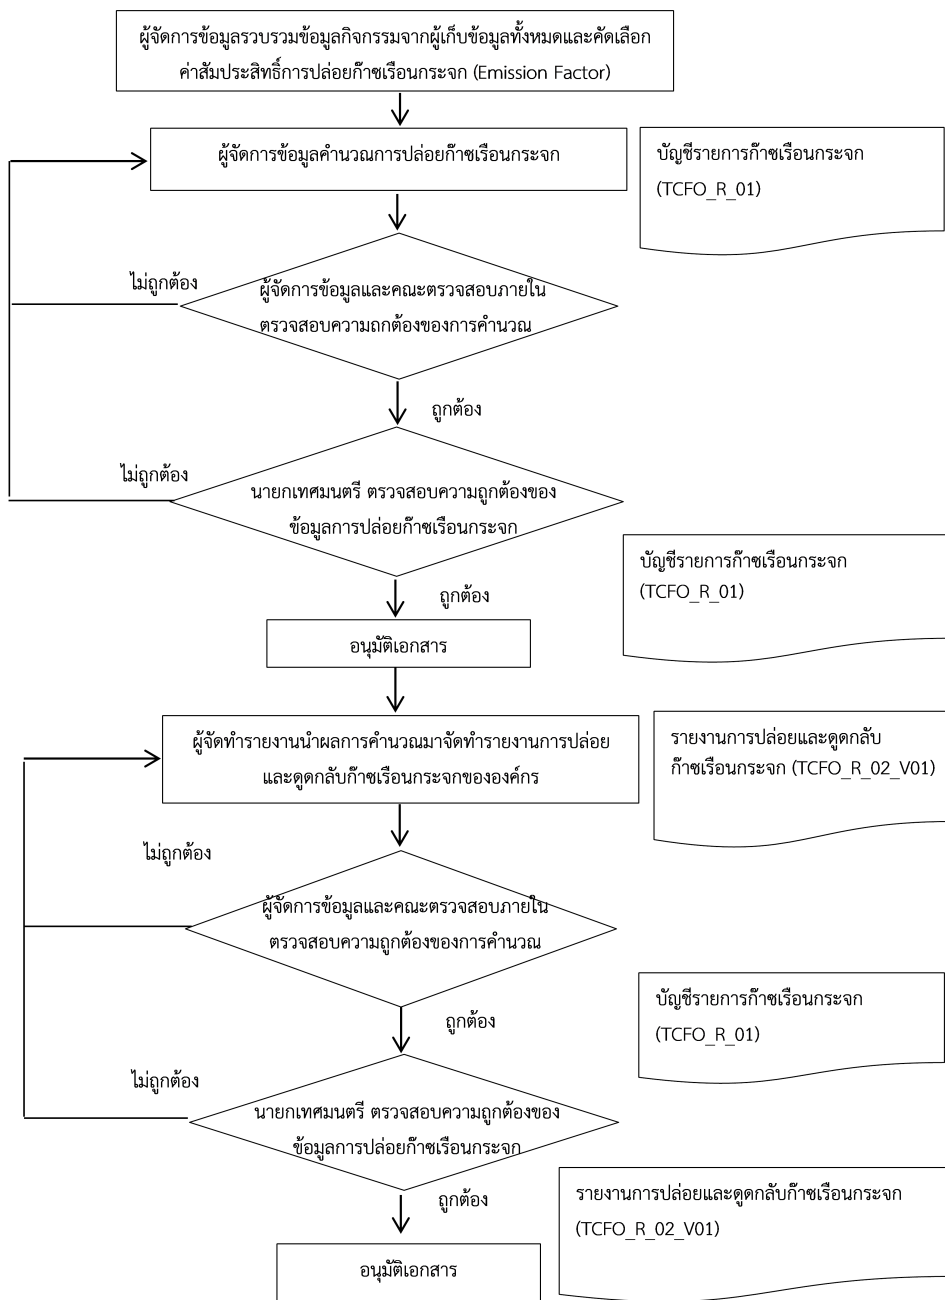 ผู้จัดการข้อมูลรวบรวมข้อมูลกิจกรรมจากผู้เก็บข้อมูลทั้งหมดและคัดเลือก
ค่าสัมประสิทธิ์การปล่อยก๊าซเรือนกระจก (Emission Factor)
ผู้จัดการข้อมูลคำนวณการปล่อยก๊าซเรือนกระจก
บัญชีรายการก๊าซเรือนกระจก
(TCFO_R_01)
ไม่ถูกต้อง
ผู้จัดการข้อมูลและคณะตรวจสอบภายใน
ตรวจสอบความถกต้องของการคำนวณ
ถูกต้อง
ไม่ถูกต้อง
นายกเทศมนตรี ตรวจสอบความถูกต้องของ
ข้อมูลการปล่อยก๊าซเรือนกระจก
บัญชีรายการก๊าซเรือนกระจก
(TCFO_R_01)
ถูกต้อง
อนุมัติเอกสาร
ผู้จัดทำรายงานนำผลการคำนวณมาจัดทำรายงานการปล่อย
และดูดกลับก๊าซเรือนกระจกขององค์กร
รายงานการปล่อยและดูดกลับ
ก๊าซเรือนกระจก (TCFO_R_02_V01)
ไม่ถูกต้อง
ผู้จัดการข้อมูลและคณะตรวจสอบภายใน
ตรวจสอบความถูกต้องของการคำนวณ
บัญชีรายการก๊าซเรือนกระจก
(TCFO_R_01)
ถูกต้อง
ไม่ถูกต้อง
นายกเทศมนตรี ตรวจสอบความถูกต้องของ
ข้อมูลการปล่อยก๊าซเรือนกระจก
ถูกต้อง
รายงานการปล่อยและดูดกลับก๊าซเรือนกระจก
(TCFO_R_02_V01)
อนุมัติเอกสาร